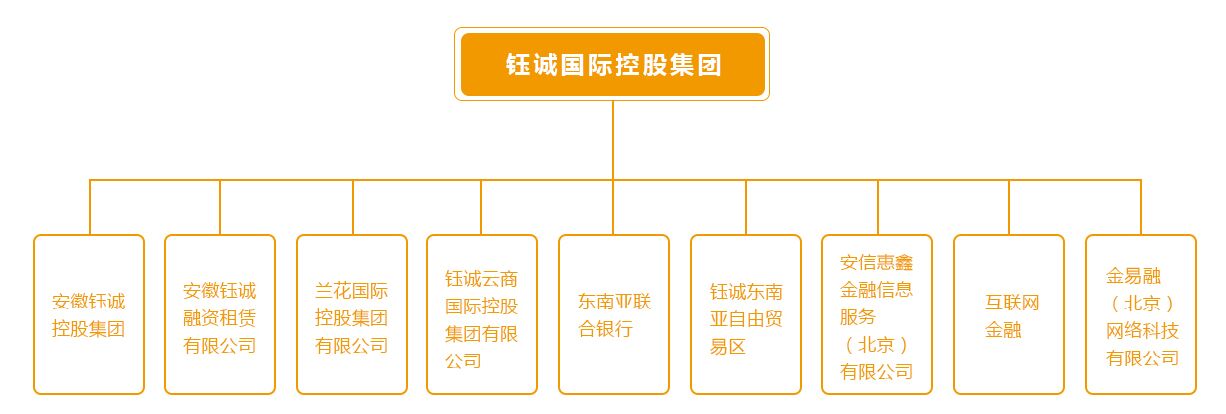 钰诚国际控股集团
安徽钰诚
控股集团
安徽钰诚
融资租赁
有限公司
兰花国际
控股集团
有限公司
钰诚云商
国际控股
集团有限
公司
东南亚联
合银行
钰诚东南
亚自由贸
易区
安信惠鑫
金融信息
服务
（北京）
有限公司
互联网
金融
金易融
（北京）
网络科技
有限公司